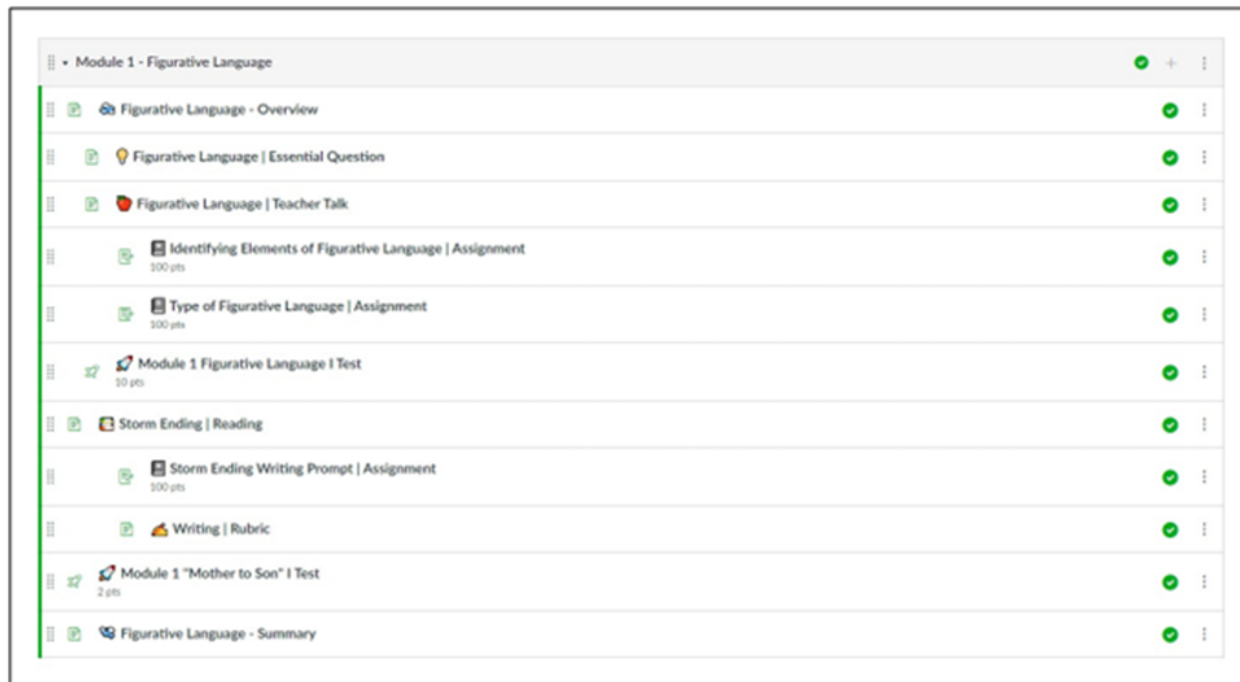 Module 1 - Figurative Language
Figurative Language - Overview
Figurative Language | Essential Question
Figurative Language | Teacher Talk
Identifying Elements of Figurative Language | Assignment
100 pts
Type of Figurative Language | Assignment
100 pts
Module 1 Figurative Language I Test
10 pts
Storm Ending | Reading
Storm Ending Writing Prompt | Assignment
100 pts
Writing | Rubric
Module 1 "Mother to Son" I Test
2 pts
Figurative Language - Summary